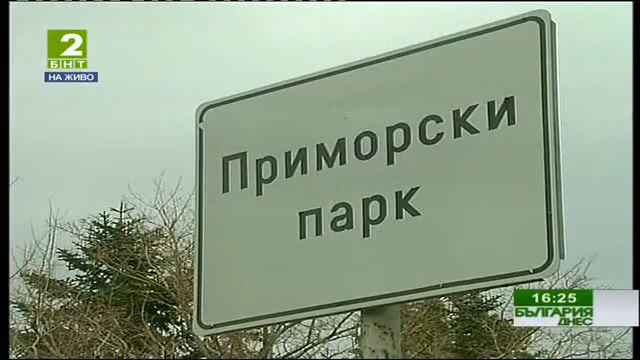 2
БНТ
НА ЖИВО
Приморски
парк
16:25
БЪЛГАРИЯ
ДНЕС